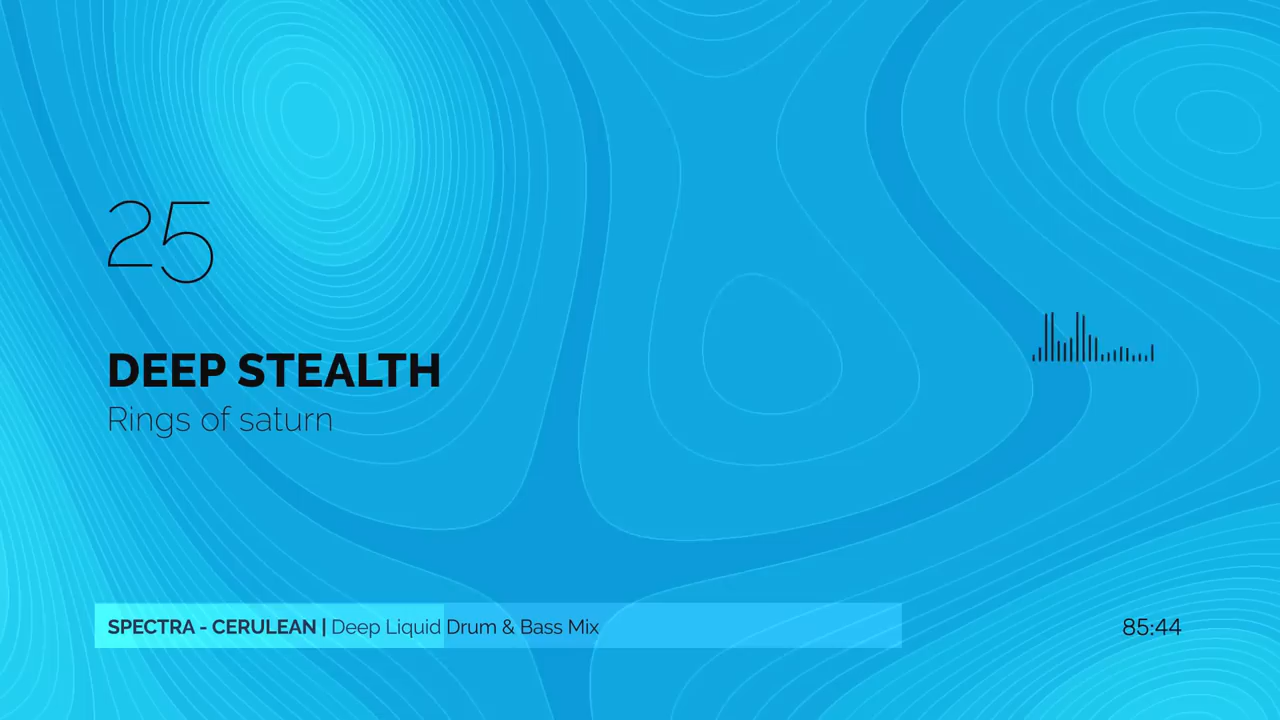 25
DEEP STEALTH
Rings of saturn
SPECTRA - CERULEAN | Deep Liquid Drum & Bass Mix
85:44